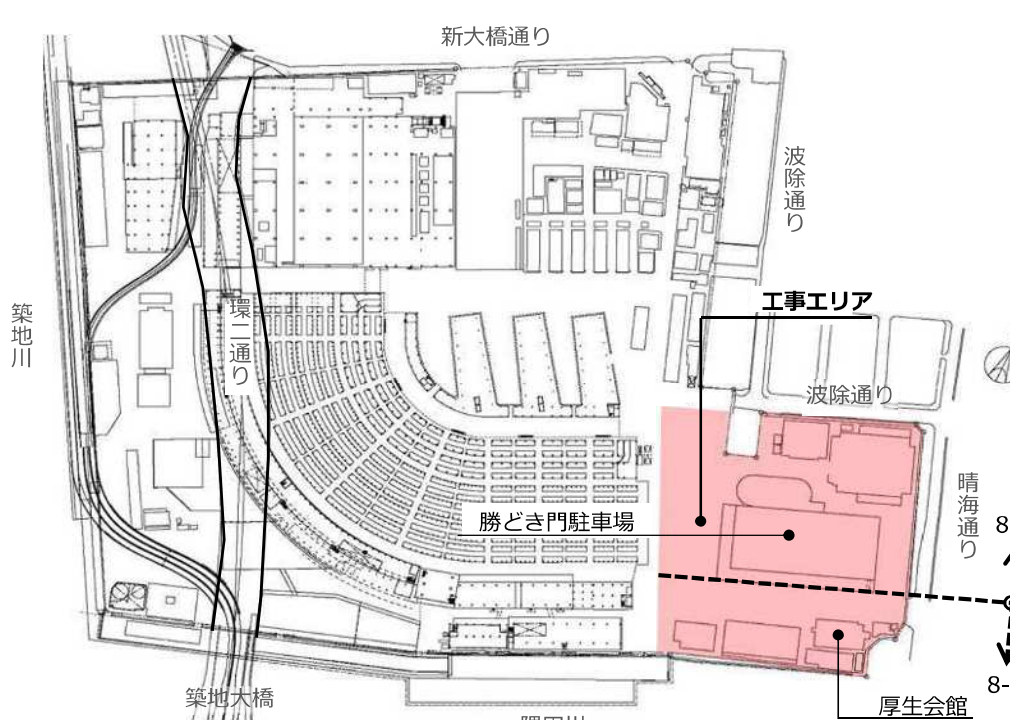 新大橋通り
波除通り
築地川
環二通り
工事エリア
波除通り
勝どき門駐車場
晴海通り
8
8-
築地大橋
厚生会館